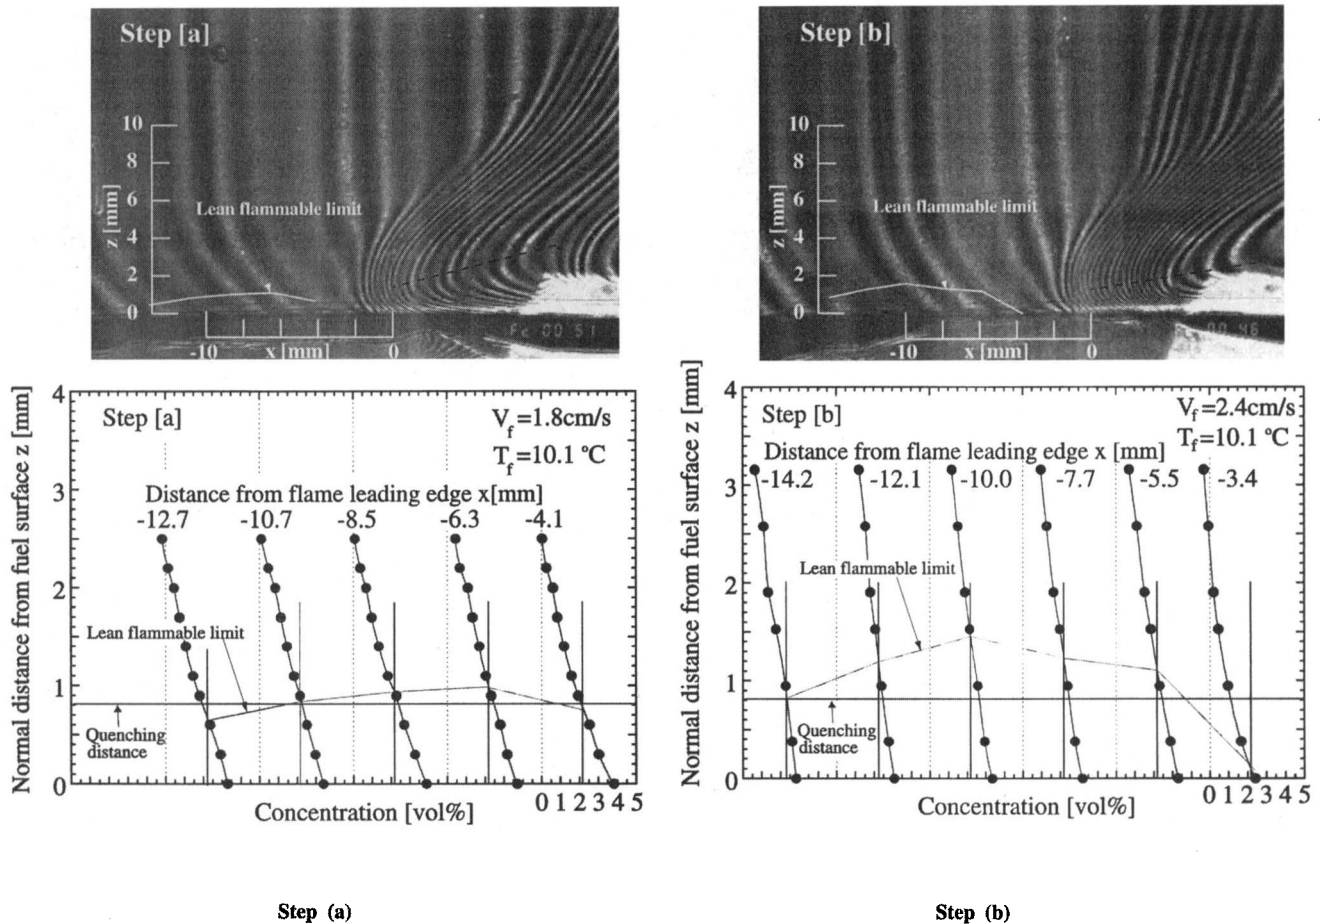 Step [a]
10
8
6
4
2
0
z [mm]
Lean flammable limit
-10
x [mm]
0
Step [b]
10
8
6
4
2
0
z [mm]
Lean flammable limit
-10
x [mm]
0
4
3
2
1
0
Normal distance from fuel surface z [mm]
Step [a]
V_f=1.8cm/s
T_f=10.1 ℃
Distance from flame leading edge x[mm]
-12.7 -10.7 -8.5 -6.3 -4.1
Lean flammable limit
Quenching
distance
0 1 2 3 4 5
Concentration [vol%]
4
3
2
1
0
Normal distance from fuel surface z [mm]
Step [b]
V_f=2.4cm/s
T_f=10.1 ℃
Distance from flame leading edge x [mm]
-14.2 -12.1 -10.0 -7.7 -5.5 -3.4
Lean flammable limit
Quenching
distance
0 1 2 3 4 5
Concentration [vol%]
Step (a)
Step (b)